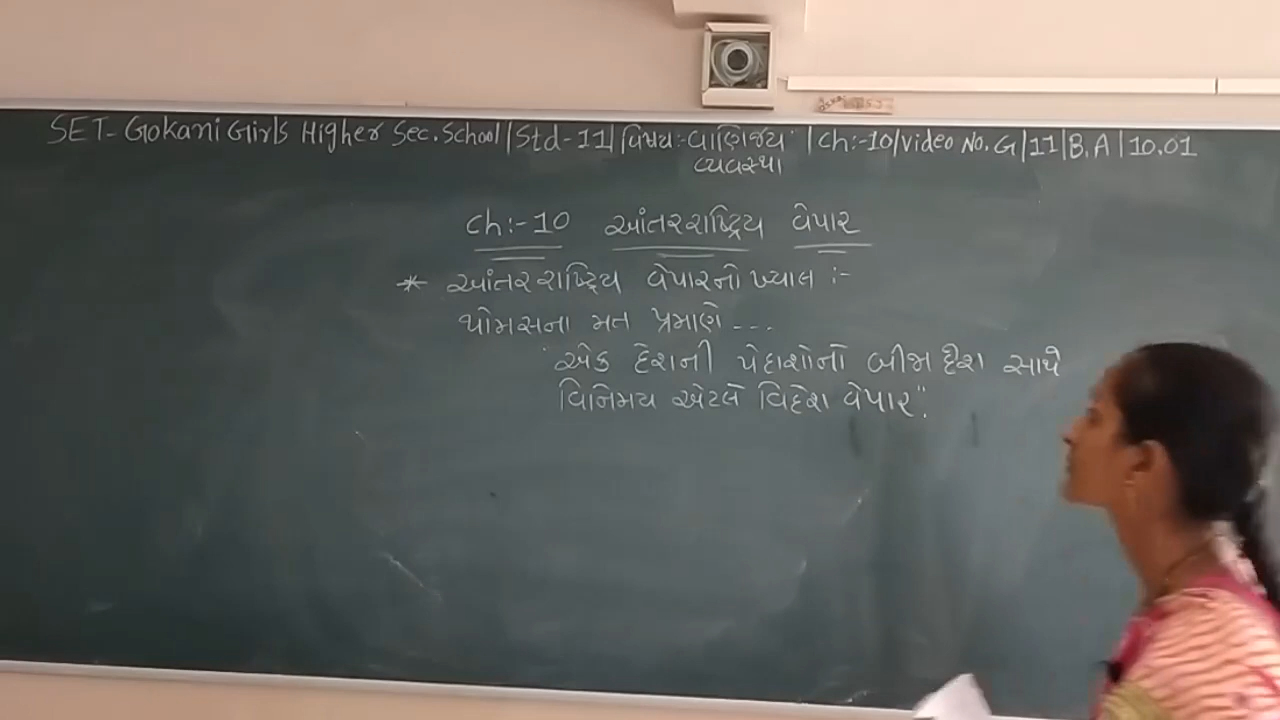 SET- Gokani Girls Higher Sec. School | Std-11 | વિષય:-વાણિજ્ય વ્યવસ્થા | Ch:-10 | Video No. G|11|B.A|10.01
Ch:-10 આંતરરાષ્ટ્રિય વેપાર
* આંતરરાષ્ટ્રિય વેપારનો ખ્યાલ :-
થોમસના મત પ્રમાણે ...
"એક દેશની પેદાશોનો બીજા દેશ સાથે
વિનિમય એટલે વિદેશ વેપાર".